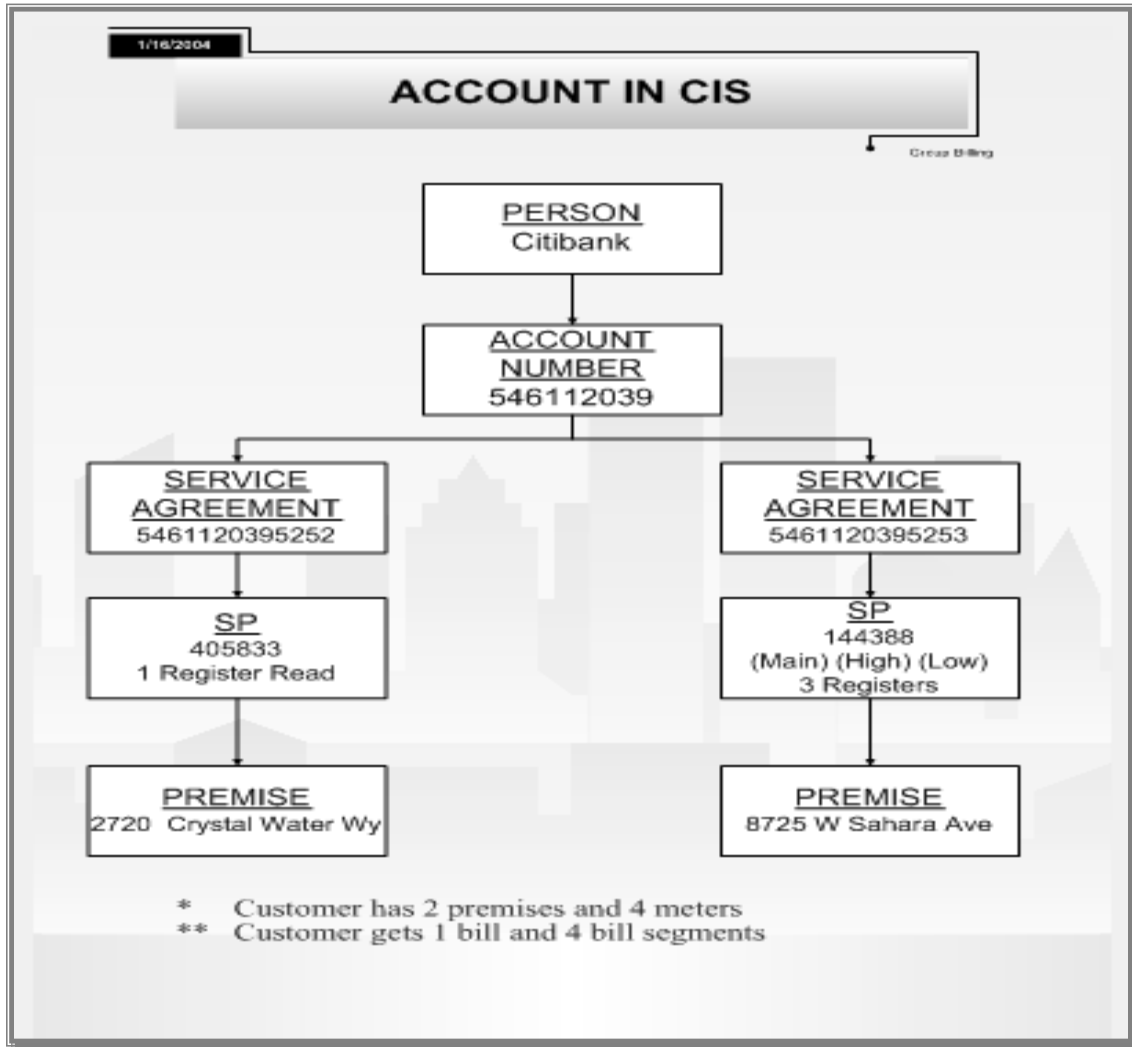 1/16/2004
ACCOUNT IN CIS
Group Billing
PERSON
Citibank
ACCOUNT
NUMBER
546112039
SERVICE
AGREEMENT
5461120395252
SERVICE
AGREEMENT
5461120395253
SP
405833
1 Register Read
SP
144388
(Main) (High) (Low)
3 Registers
PREMISE
2720 Crystal Water Wy
PREMISE
8725 W Sahara Ave
* Customer has 2 premises and 4 meters
** Customer gets 1 bill and 4 bill segments